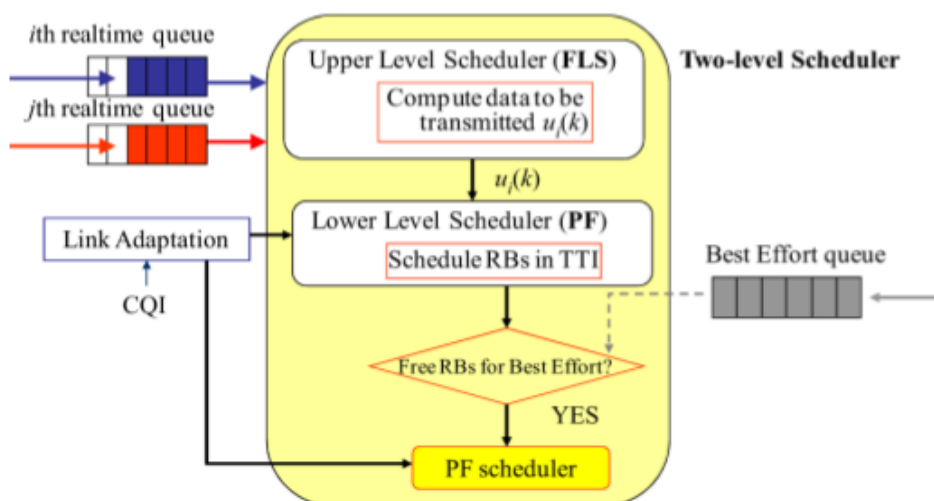 ith realtime queue
jth realtime queue
Upper Level Scheduler (FLS)
Compute data to be
transmitted uᵢ(k)
Two-level Scheduler
uᵢ(k)
Lower Level Scheduler (PF)
Schedule RBs in TTI
Link Adaptation
CQI
Best Effort queue
Free RBs for Best Effort?
YES
PF scheduler